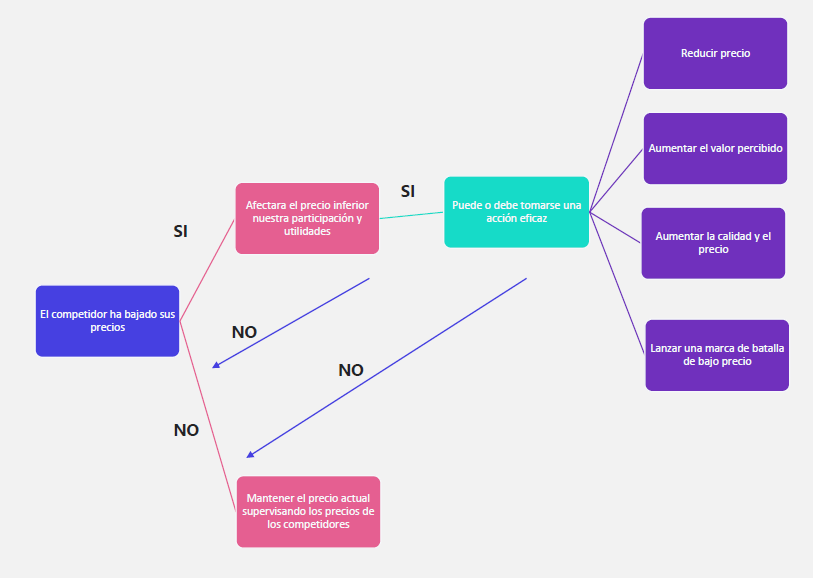 El competidor ha bajado sus
precios
SI
Afectara el precio inferior
nuestra participación y
utilidades
SI
Puede o debe tomarse una
acción eficaz
Reducir precio
Aumentar el valor percibido
Aumentar la calidad y el
precio
Lanzar una marca de batalla
de bajo precio
NO
NO
NO
Mantener el precio actual
supervisando los precios de
los competidores